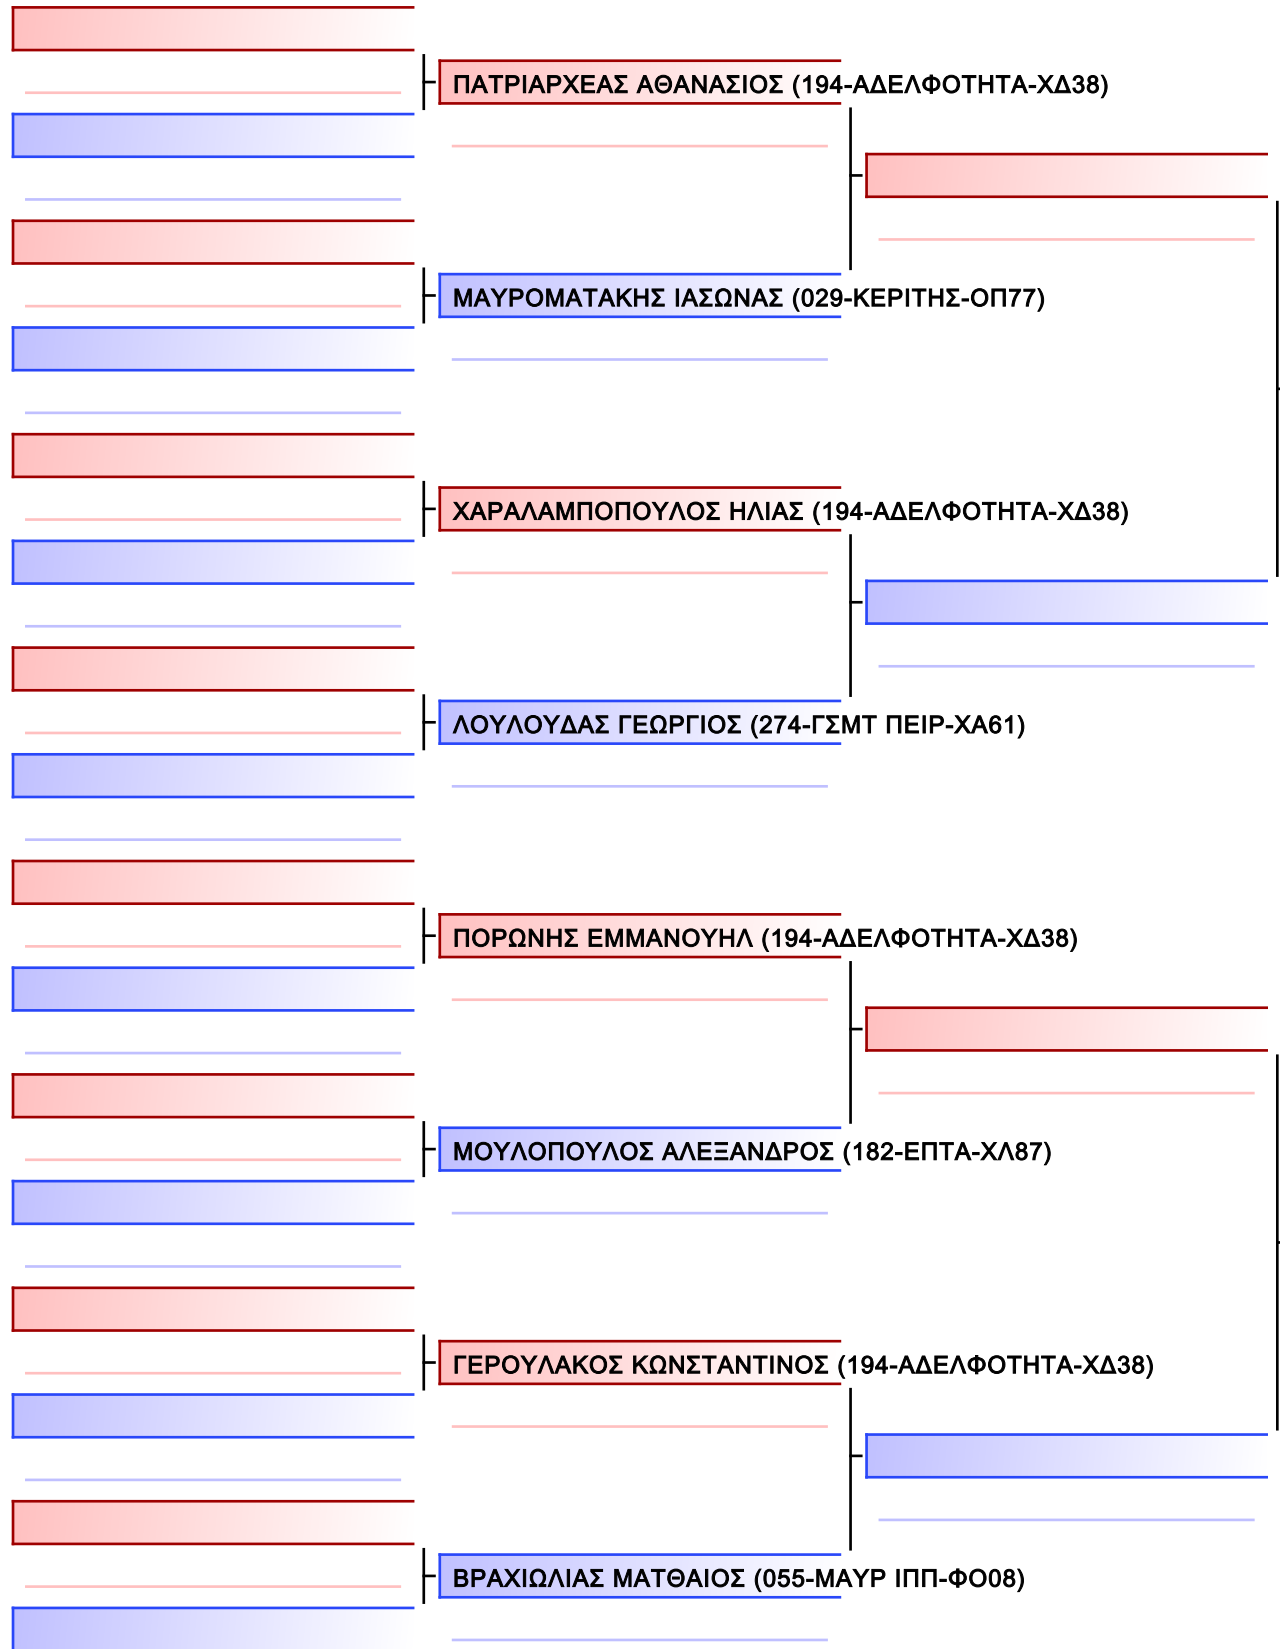 ΠΑΤΡΙΑΡΧΕΑΣ ΑΘΑΝΑΣΙΟΣ (194-ΑΔΕΛΦΟΤΗΤΑ-ΧΔ38)
ΜΑΥΡΟΜΑΤΑΚΗΣ ΙΑΣΩΝΑΣ (029-ΚΕΡΙΤΗΣ-ΟΠ77)
ΧΑΡΑΛΑΜΠΟΠΟΥΛΟΣ ΗΛΙΑΣ (194-ΑΔΕΛΦΟΤΗΤΑ-ΧΔ38)
ΛΟΥΛΟΥΔΑΣ ΓΕΩΡΓΙΟΣ (274-ΓΣΜΤ ΠΕΙΡ-ΧΑ61)
ΠΟΡΩΝΗΣ ΕΜΜΑΝΟΥΗΛ (194-ΑΔΕΛΦΟΤΗΤΑ-ΧΔ38)
ΜΟΥΛΟΠΟΥΛΟΣ ΑΛΕΞΑΝΔΡΟΣ (182-ΕΠΤΑ-ΧΛ87)
ΓΕΡΟΥΛΑΚΟΣ ΚΩΝΣΤΑΝΤΙΝΟΣ (194-ΑΔΕΛΦΟΤΗΤΑ-ΧΔ38)
ΒΡΑΧΙΩΛΙΑΣ ΜΑΤΘΑΙΟΣ (055-ΜΑΥΡ ΙΠΠ-ΦΟ08)